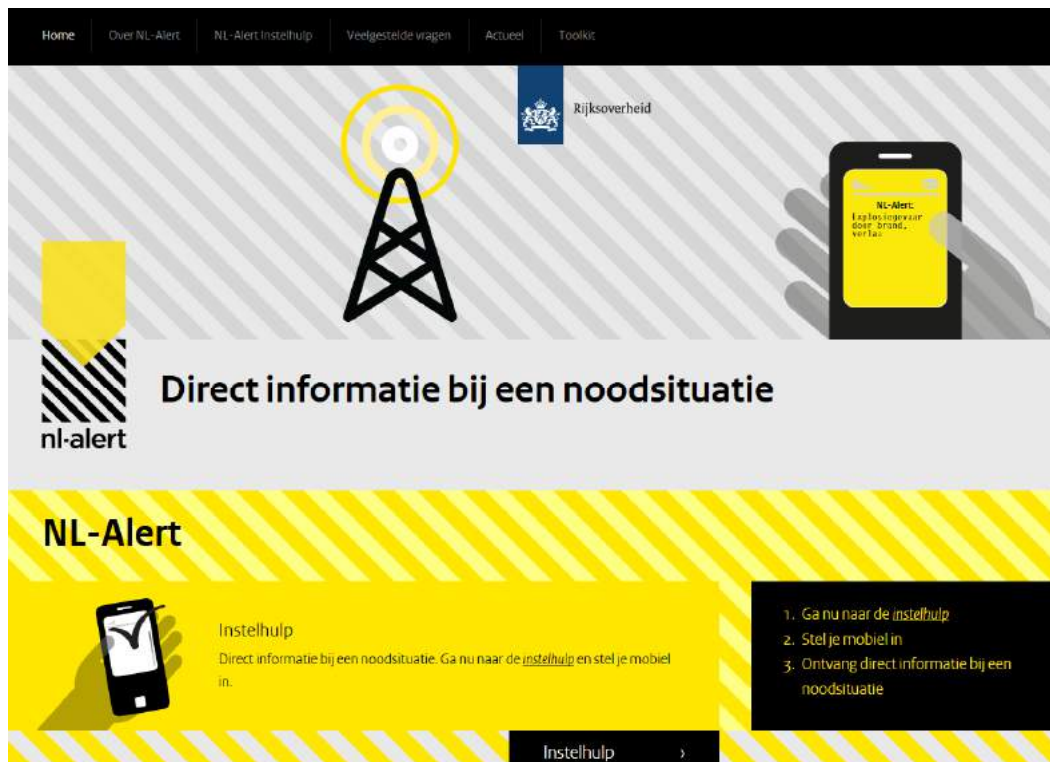 Home Over NL-Alert NL-Alert Instelhulp Veelgestelde vragen Actueel Toolkit
Rijksoverheid
NL-Alert:
Explosiegevaar
door brand,
verlaa
Direct informatie bij een noodsituatie
nl-alert
NL-Alert
Instelhulp
Direct informatie bij een noodsituatie. Ga nu naar de instelhulp en stel je mobiel
in.
1. Ga nu naar de instelhulp
2. Stel je mobiel in
3. Ontvang direct informatie bij een
noodsituatie
Instelhulp ›